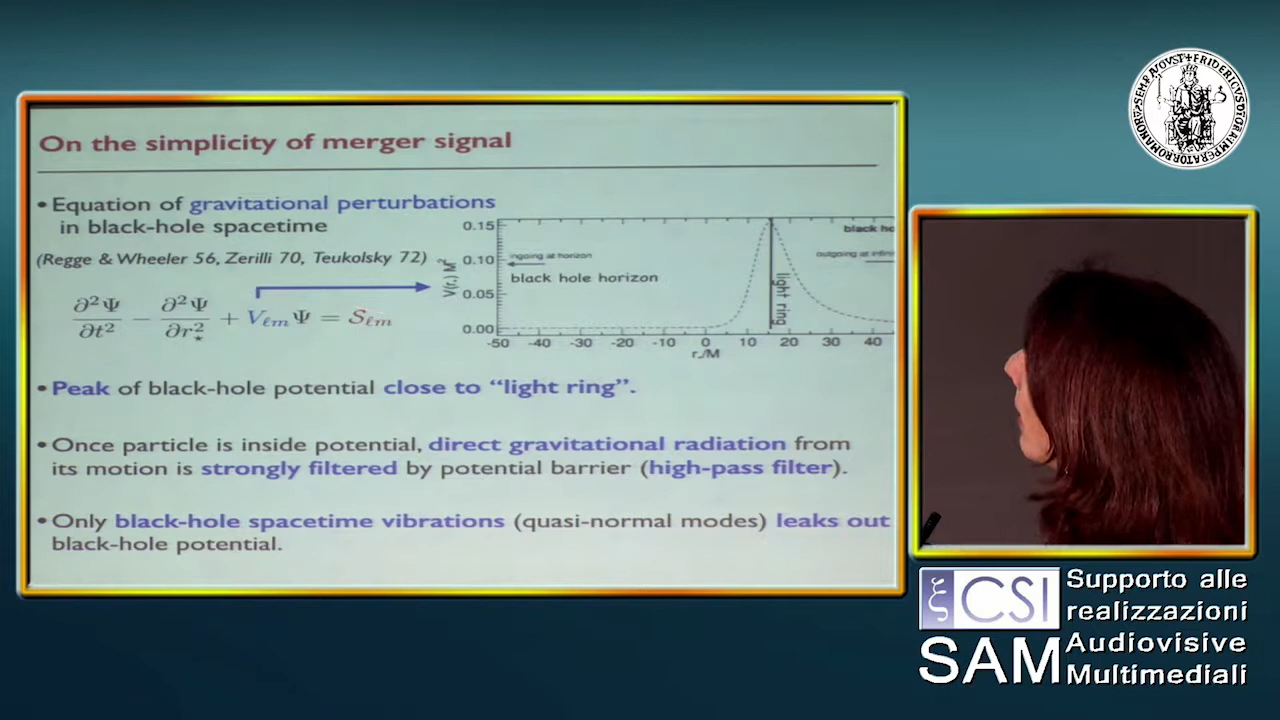 On the simplicity of merger signal
• Equation of gravitational perturbations
in black-hole spacetime
(Regge & Wheeler 56, Zerilli 70, Teukolsky 72)
∂²Ψ/∂t² − ∂²Ψ/∂r⋆² + VℓmΨ = Sℓm
V(r⋆) M²
0.15
0.10
0.05
0.00
black ho
ingoing at horizon
outgoing at infini
black hole horizon
light ring
-50 -40 -30 -20 -10 0 10 20 30 40
r⋆/M
• Peak of black-hole potential close to “light ring”.
• Once particle is inside potential, direct gravitational radiation from
its motion is strongly filtered by potential barrier (high-pass filter).
• Only black-hole spacetime vibrations (quasi-normal modes) leaks out
black-hole potential.
CSI
SAM
Supporto alle
realizzazioni
Audiovisive
Multimediali